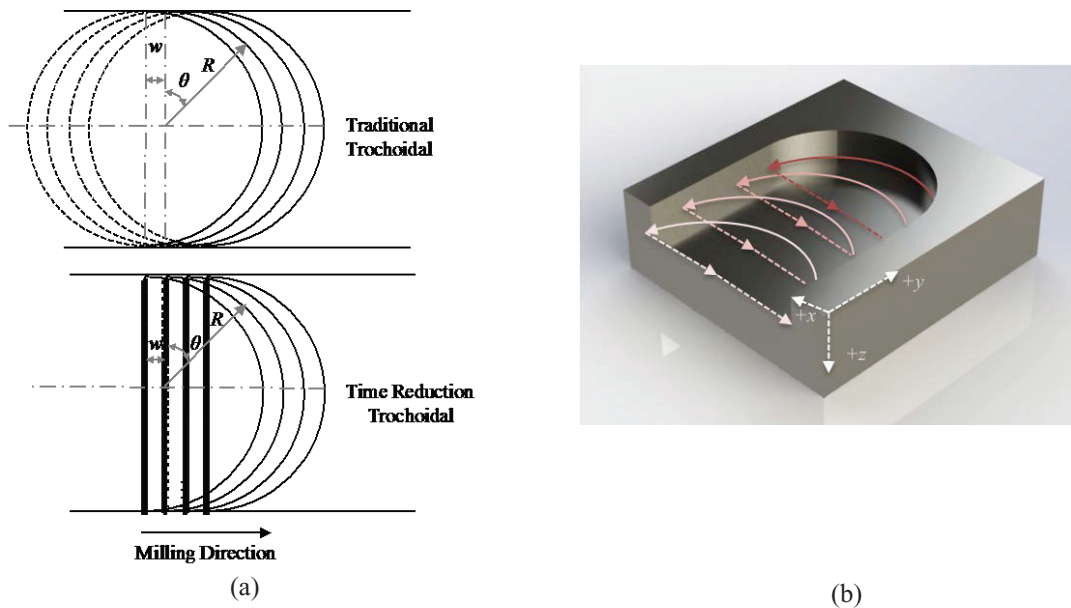 w
θ
R
Traditional
Trochoidal
R
w
θ
Time Reduction
Trochoidal
Milling Direction
(a)
+y
+x
+z
(b)